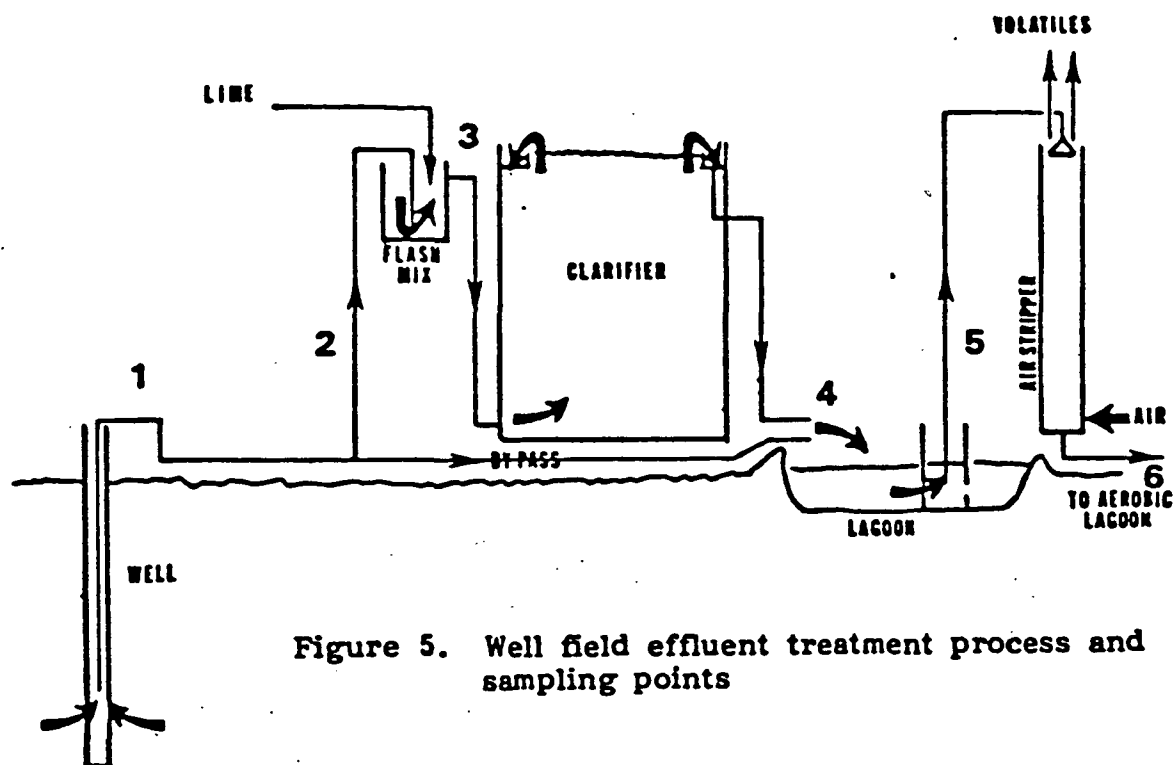 VOLATILES
LIME
3
FLASH
MIX
CLARIFIER
2
5
AIR STRIPPER
1
4
AIR
BY PASS
6
TO AEROBIC
LAGOON
LAGOON
WELL
Figure 5. Well field effluent treatment process and
sampling points